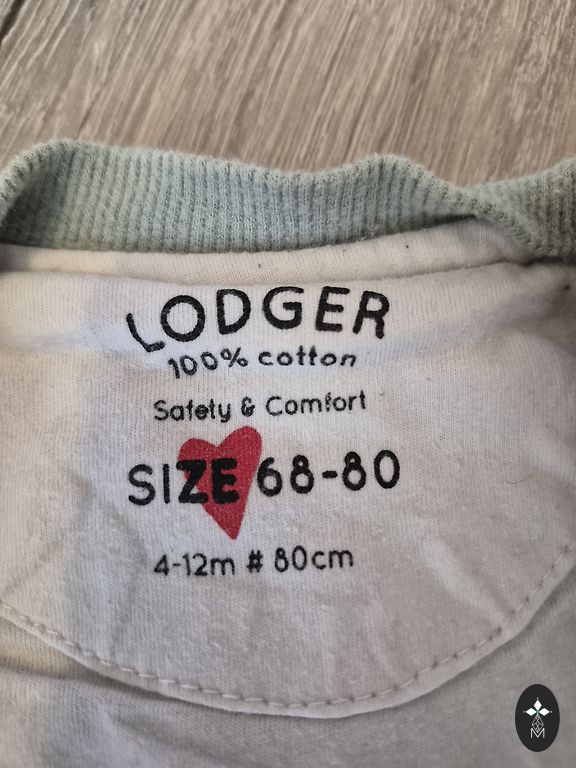 LODGER
100% cotton
Safety & Comfort
SIZE 68-80
4-12m # 80cm
M